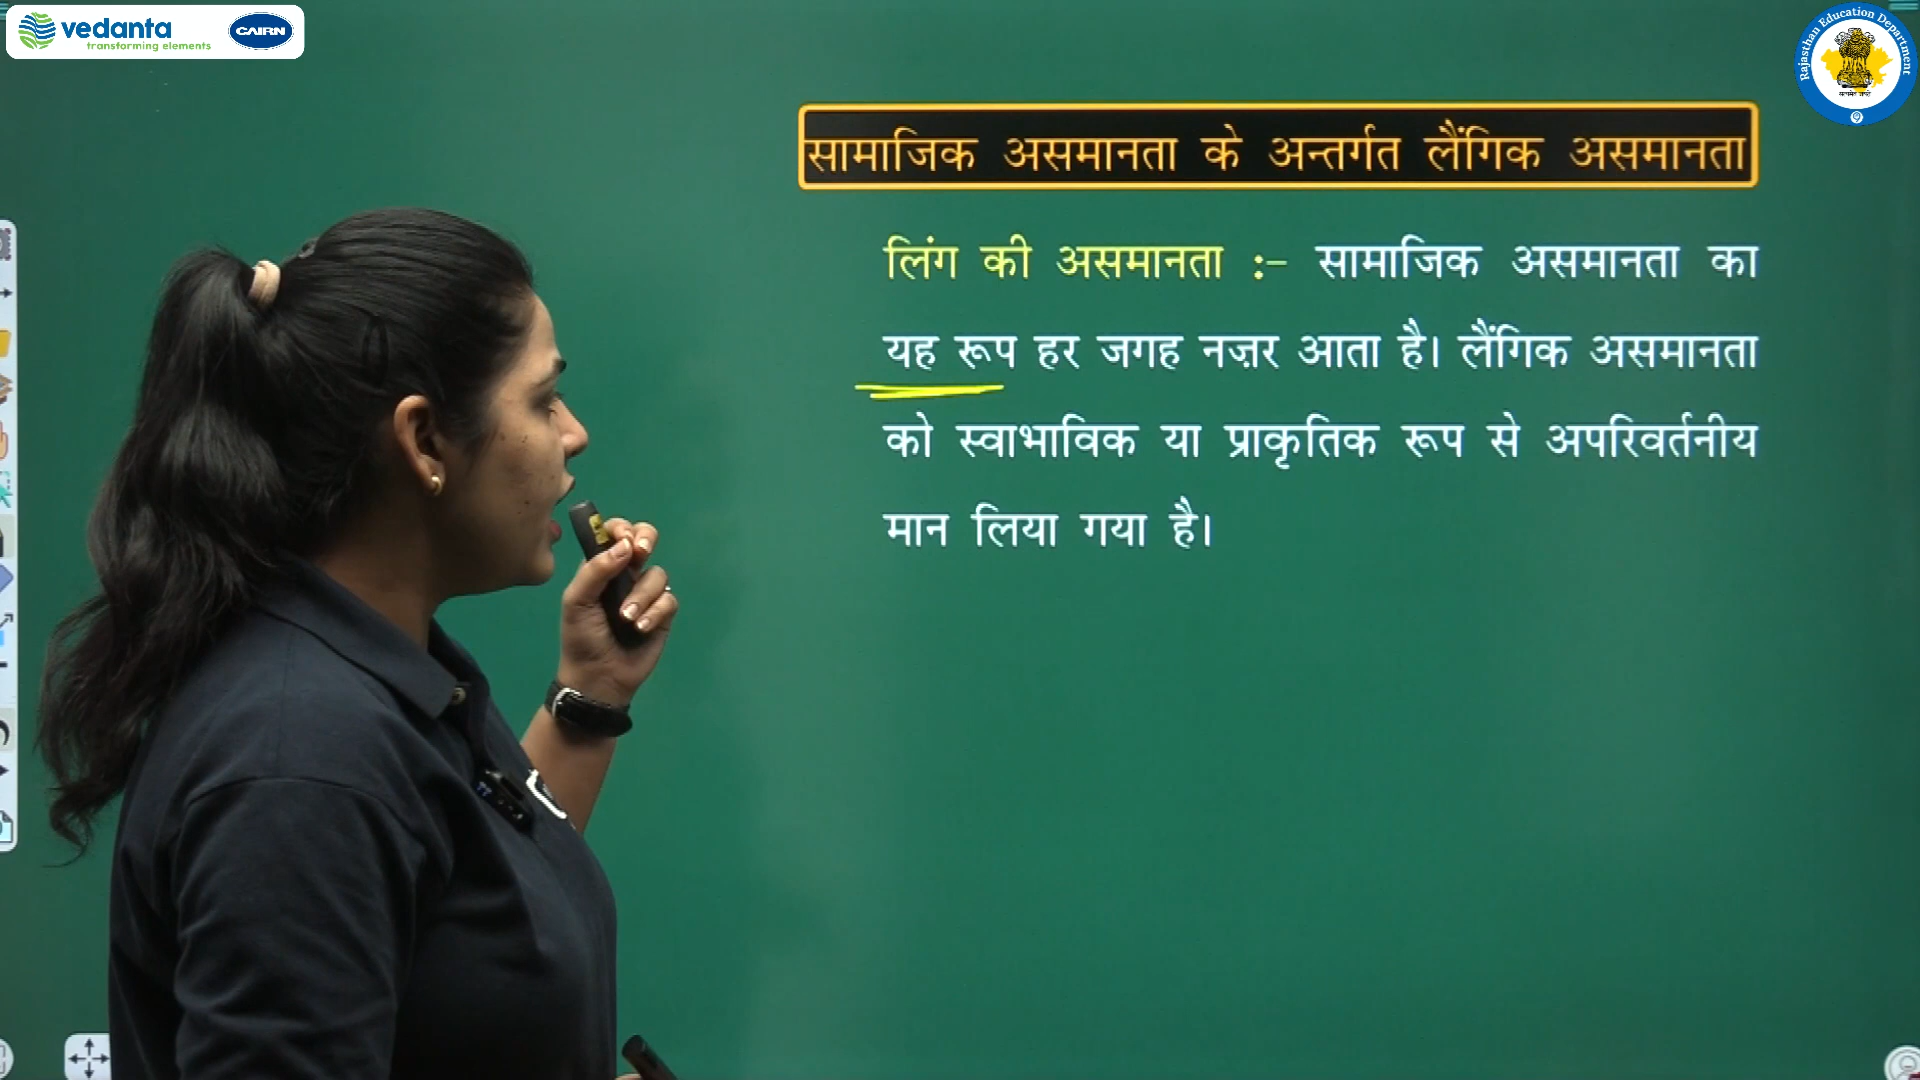 vedanta
transforming elements
CAIRN
Rajasthan Education Department
सामाजिक असमानता के अन्तर्गत लैंगिक असमानता
लिंग की असमानता :– सामाजिक असमानता का
यह रूप हर जगह नज़र आता है। लैंगिक असमानता
को स्वाभाविक या प्राकृतिक रूप से अपरिवर्तनीय
मान लिया गया है।